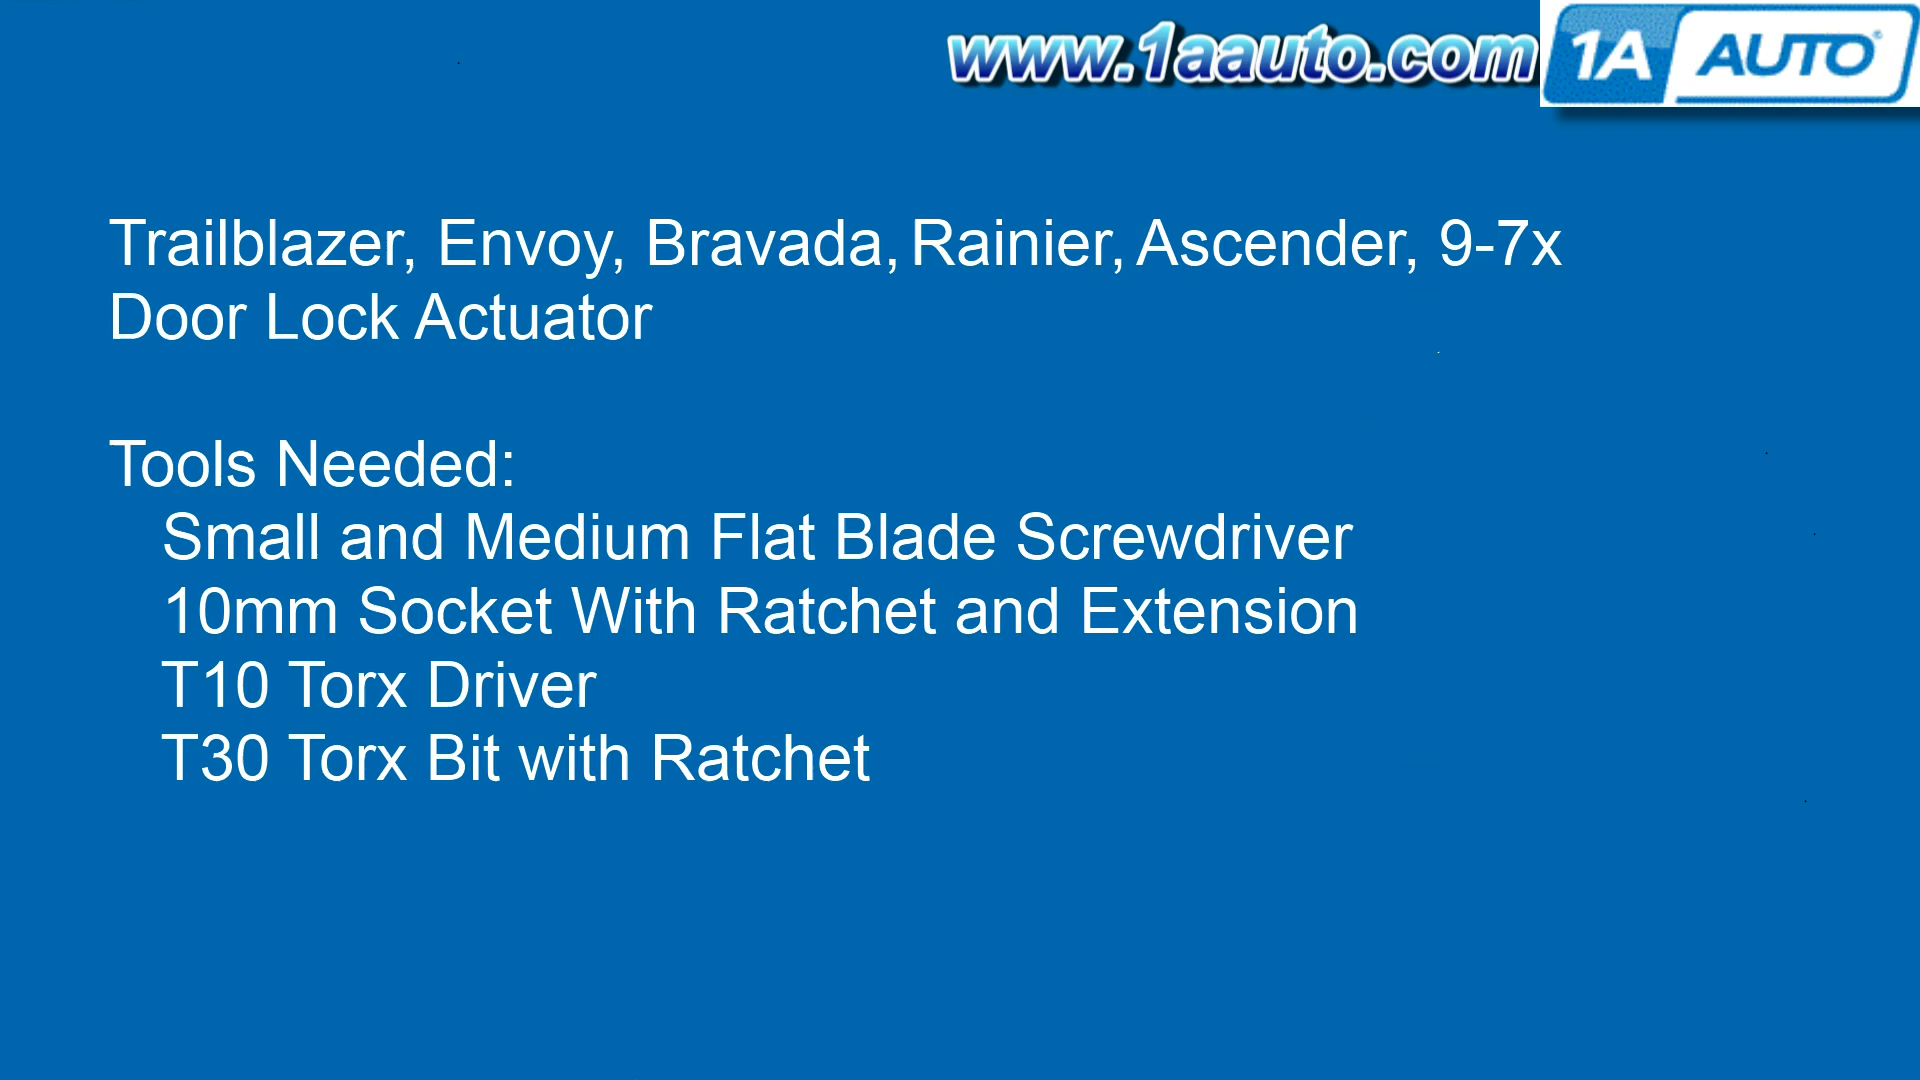 www.1aauto.com 1A AUTO®
Trailblazer, Envoy, Bravada, Rainier, Ascender, 9-7x
Door Lock Actuator
Tools Needed:
Small and Medium Flat Blade Screwdriver
10mm Socket With Ratchet and Extension
T10 Torx Driver
T30 Torx Bit with Ratchet